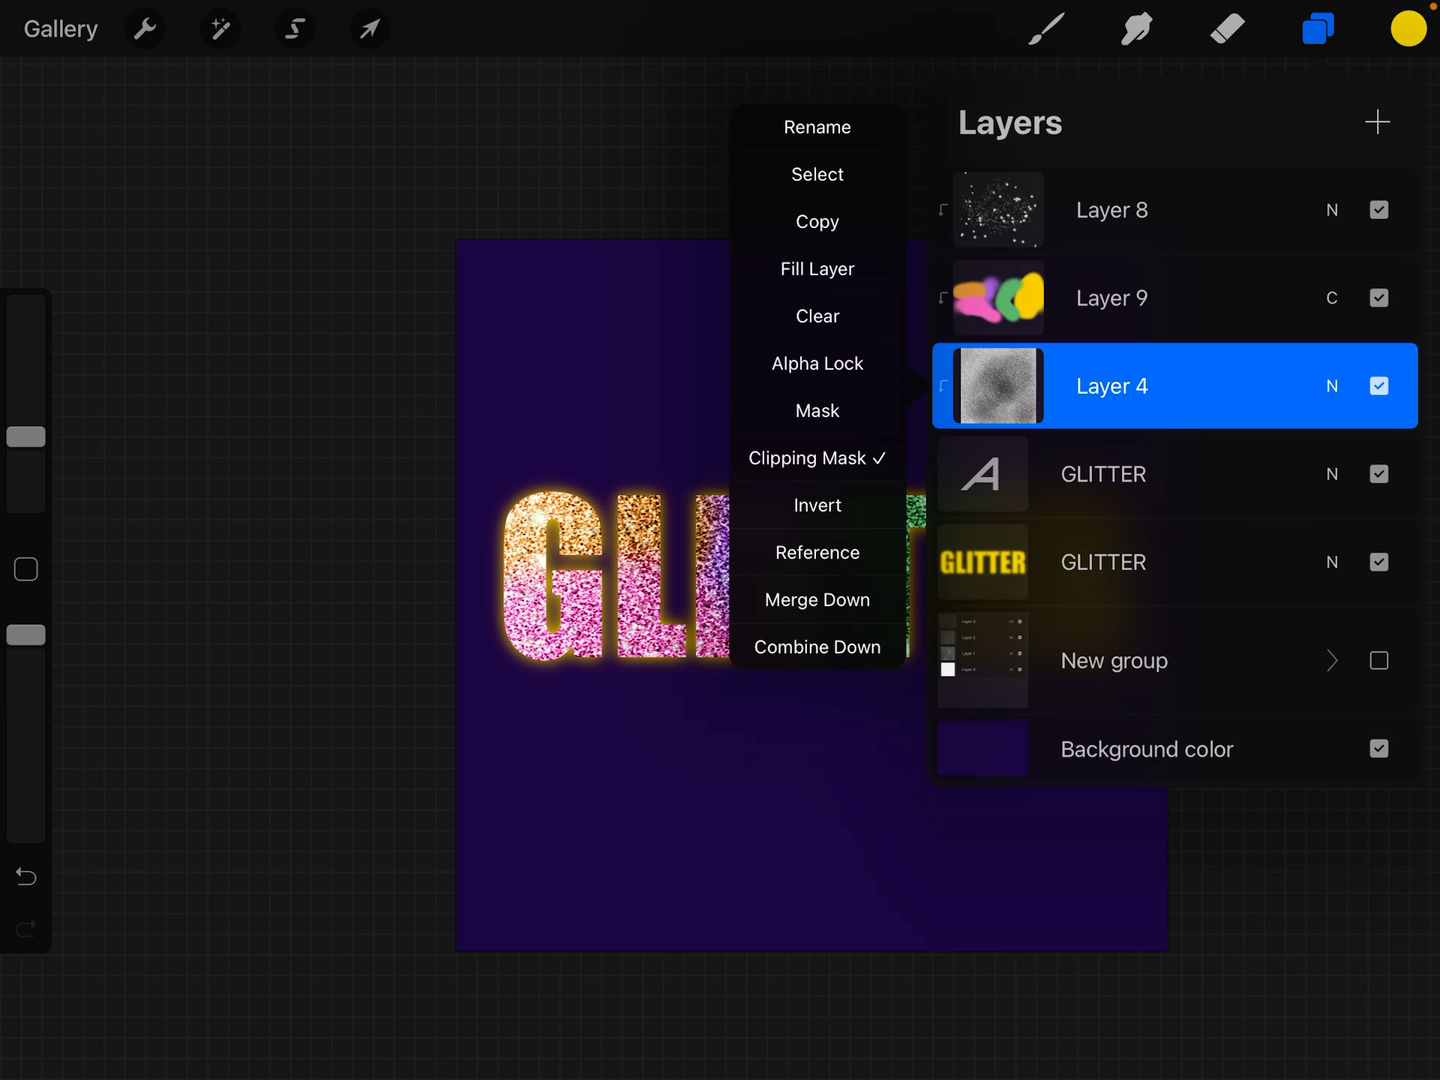 Gallery
Layers
Rename
Select
Copy
Fill Layer
Clear
Alpha Lock
Mask
Clipping Mask ✓
Invert
Reference
Merge Down
Combine Down
Layer 8 N
Layer 9 C
Layer 4 N
A GLITTER N
GLITTER GLITTER N
New group
Background color
GLI